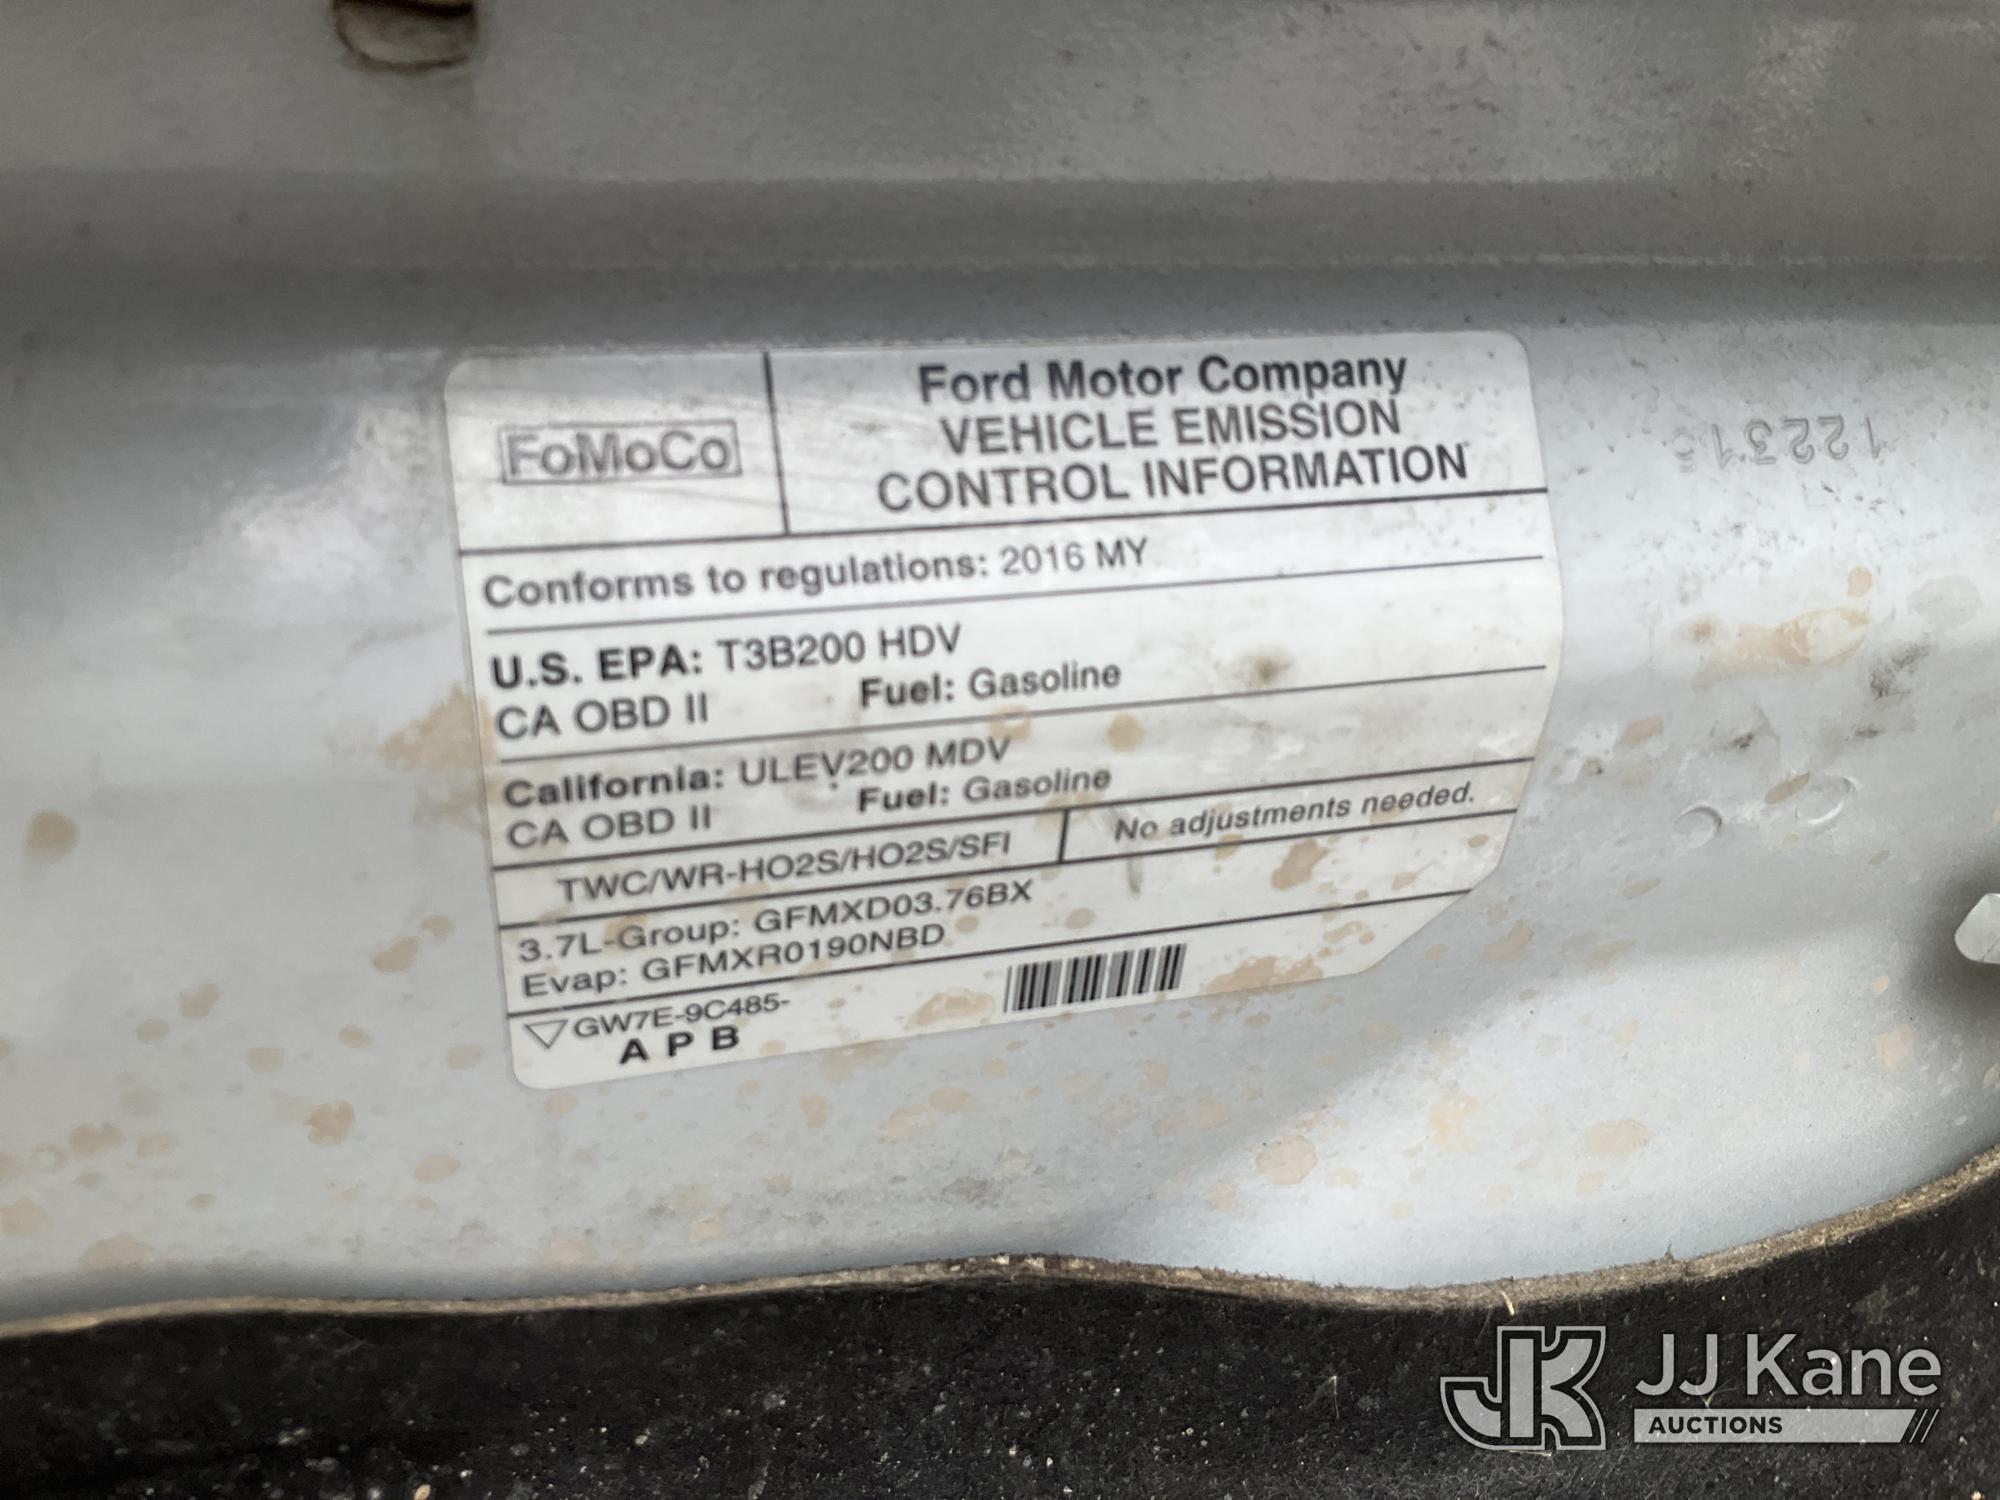 FoMoCo
Ford Motor Company
VEHICLE EMISSION
CONTROL INFORMATION
Conforms to regulations: 2016 MY
U.S. EPA: T3B200 HDV
CA OBD II Fuel: Gasoline
California: ULEV200 MDV
CA OBD II Fuel: Gasoline
TWC/WR-HO2S/HO2S/SFI No adjustments needed.
3.7L-Group: GFMXD03.76BX
Evap: GFMXR0190NBD
GW7E-9C485-
A P B
JJ Kane
AUCTIONS